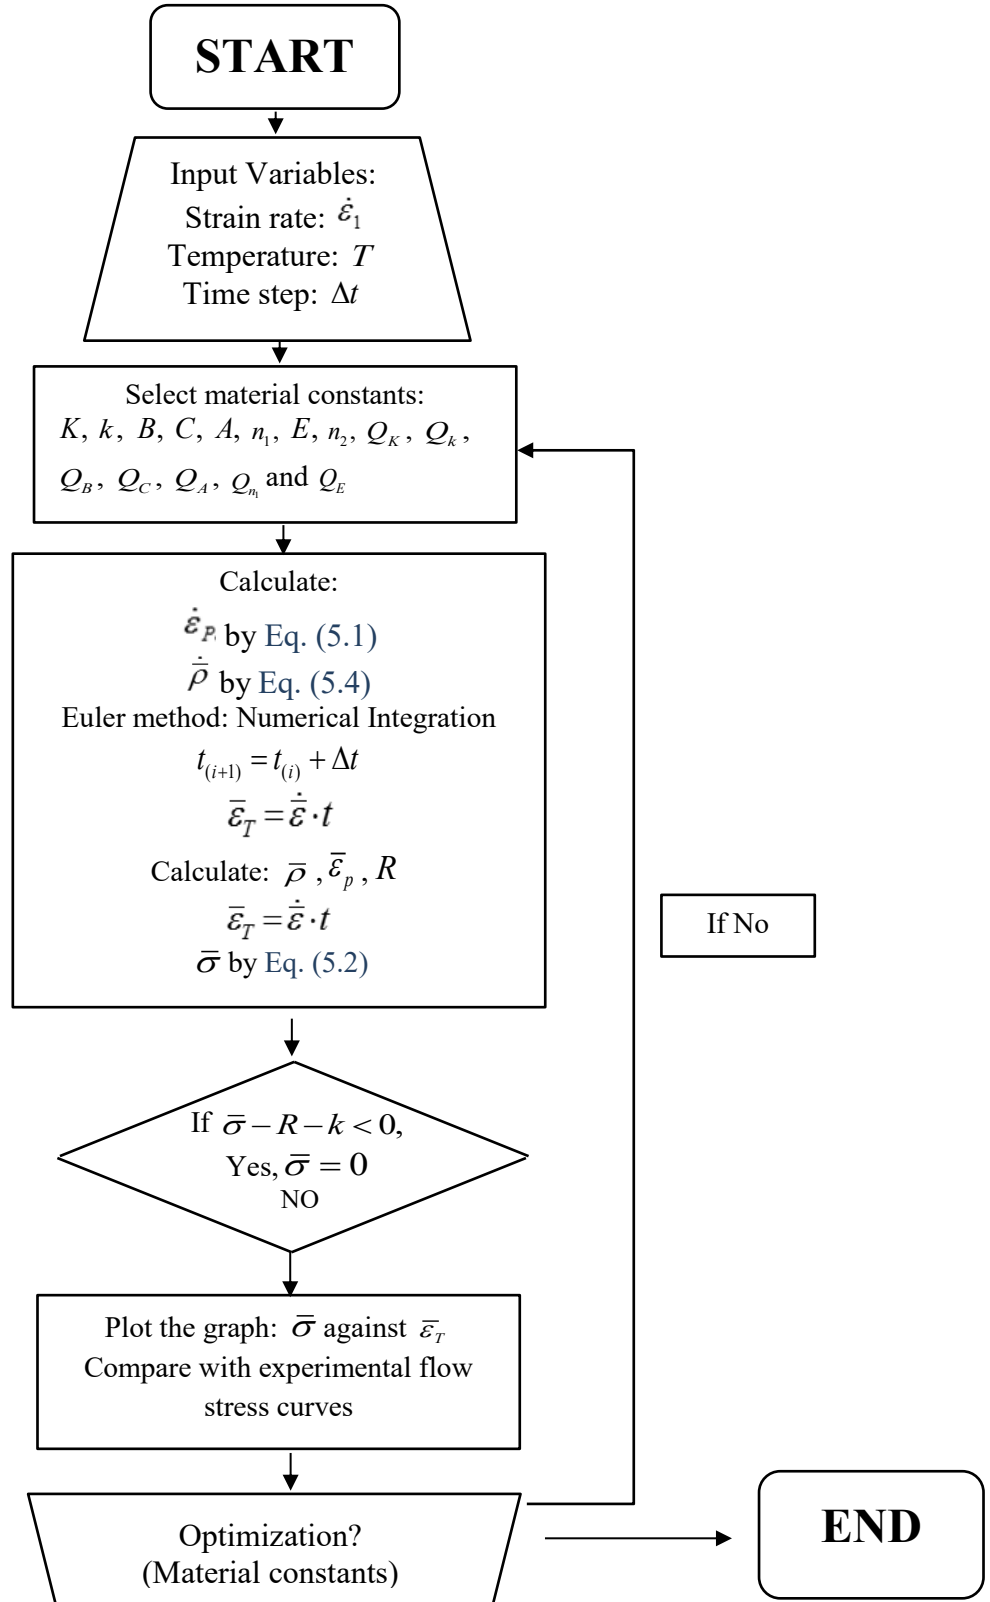 START
Input Variables:
Strain rate: ε̇₁
Temperature: T
Time step: Δt
Select material constants:
K, k, B, C, A, n₁, E, n₂, Q_K, Q_k,
Q_B, Q_C, Q_A, Q_n₁ and Q_E
Calculate:
ε̇_P by Eq. (5.1)
ρ̄̇ by Eq. (5.4)
Euler method: Numerical Integration
t_(i+1) = t_(i) + Δt
ε̄_T = ε̄̇ · t
Calculate: ρ̄ , ε̄_p , R
ε̄_T = ε̄̇ · t
σ̄ by Eq. (5.2)
If No
If σ̄ − R − k < 0,
Yes, σ̄ = 0
NO
Plot the graph: σ̄ against ε̄_T
Compare with experimental flow
stress curves
Optimization?
(Material constants)
END